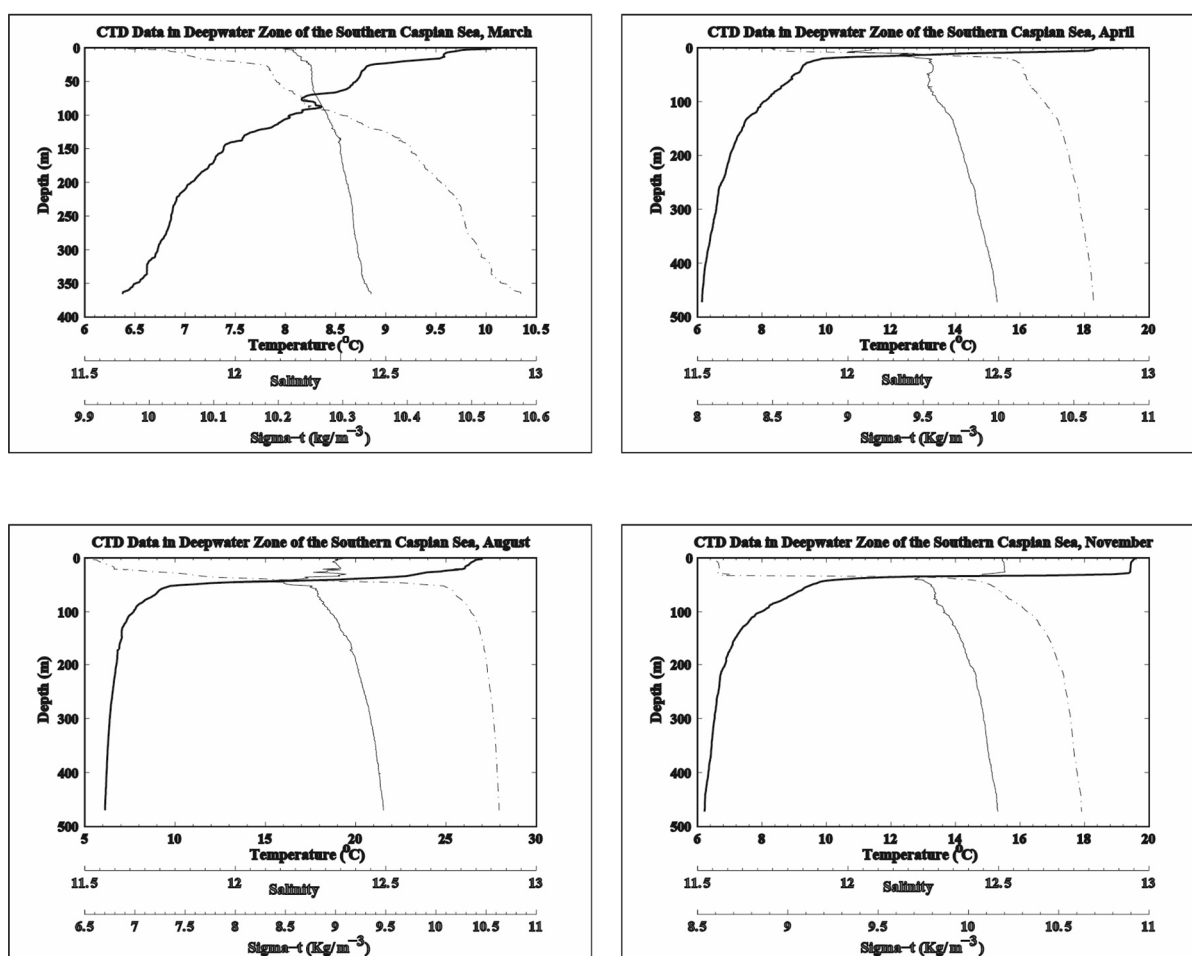 CTD Data in Deepwater Zone of the Southern Caspian Sea, March
0
50
100
150
200
250
300
350
400
Depth (m)
6 6.5 7 7.5 8 8.5 9 9.5 10 10.5
Temperature (°C)
11.5 12 12.5 13
Salinity
9.9 10 10.1 10.2 10.3 10.4 10.5 10.6
Sigma−t (kg/m−3)
CTD Data in Deepwater Zone of the Southern Caspian Sea, April
0
100
200
300
400
500
Depth (m)
6 8 10 12 14 16 18 20
Temperature (°C)
11.5 12 12.5 13
Salinity
8 8.5 9 9.5 10 10.5 11
Sigma−t (Kg/m−3)
CTD Data in Deepwater Zone of the Southern Caspian Sea, August
0
100
200
300
400
500
Depth (m)
5 10 15 20 25 30
Temperature (°C)
11.5 12 12.5 13
Salinity
6.5 7 7.5 8 8.5 9 9.5 10 10.5 11
Sigma−t (Kg/m−3)
CTD Data in Deepwater Zone of the Southern Caspian Sea, November
0
100
200
300
400
500
Depth (m)
6 8 10 12 14 16 18 20
Temperature (°C)
11.5 12 12.5 13
Salinity
8.5 9 9.5 10 10.5 11
Sigma−t (Kg/m−3)